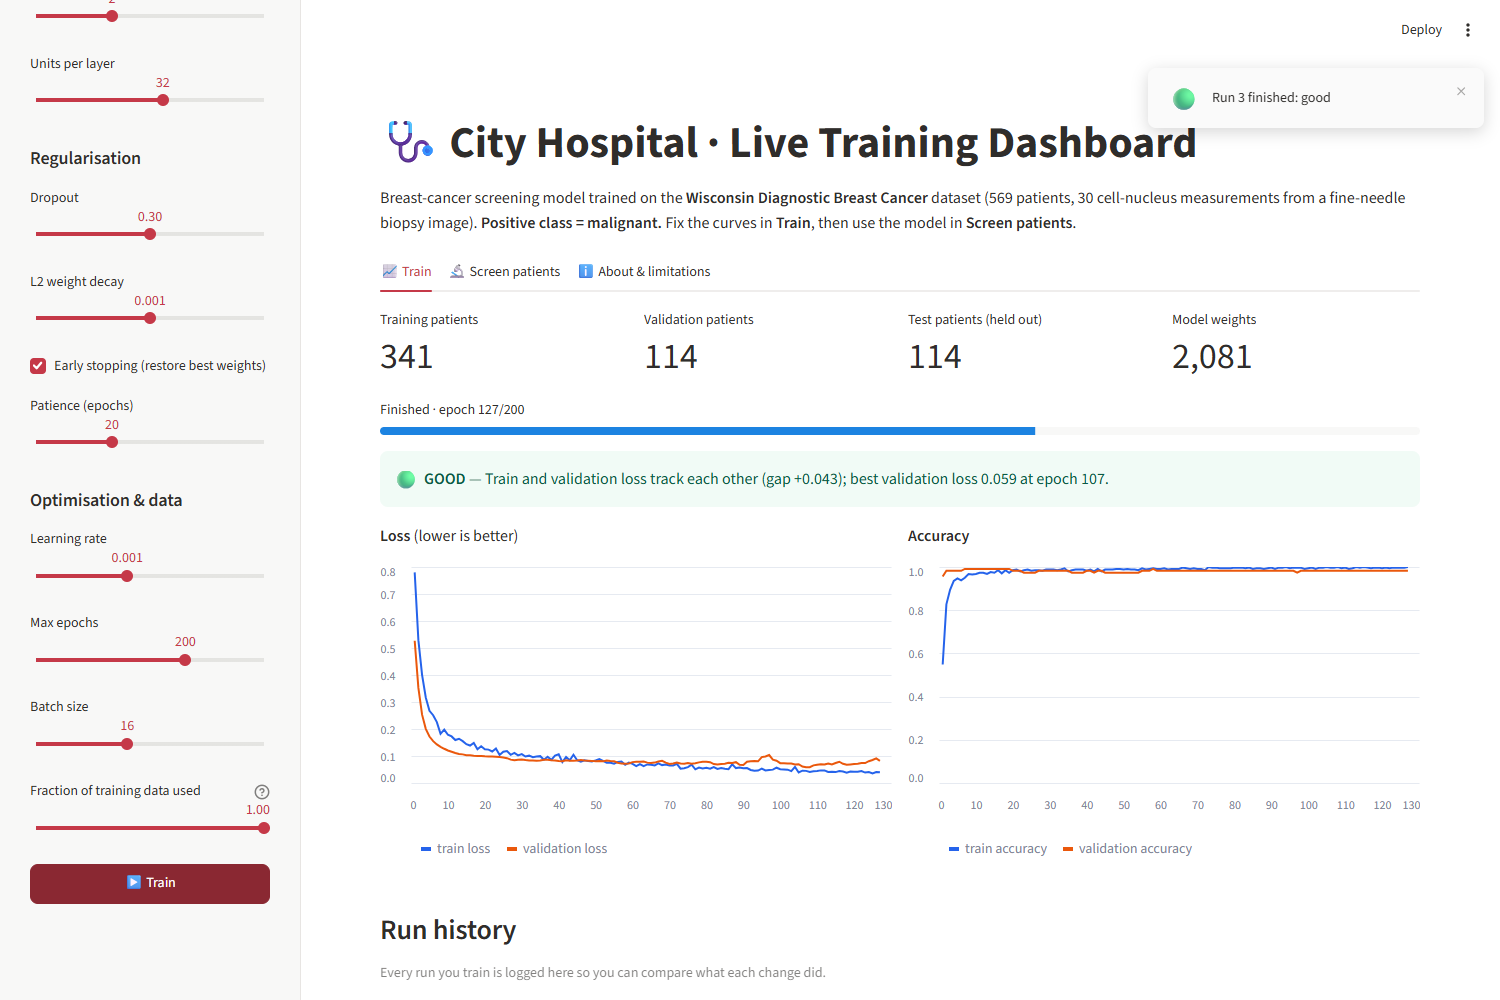 2
Units per layer
32
Regularisation
Dropout
0.30
L2 weight decay
0.001
Early stopping (restore best weights)
Patience (epochs)
20
Optimisation & data
Learning rate
0.001
Max epochs
200
Batch size
16
Fraction of training data used
1.00
Train
Deploy
Run 3 finished: good
City Hospital · Live Training Dashboard
Breast-cancer screening model trained on the Wisconsin Diagnostic Breast Cancer dataset (569 patients, 30 cell-nucleus measurements from a fine-needle
biopsy image). Positive class = malignant. Fix the curves in Train, then use the model in Screen patients.
Train Screen patients About & limitations
Training patients Validation patients Test patients (held out) Model weights
341 114 114 2,081
Finished · epoch 127/200
GOOD — Train and validation loss track each other (gap +0.043); best validation loss 0.059 at epoch 107.
Loss (lower is better)
0.8
0.7
0.6
0.5
0.4
0.3
0.2
0.1
0.0
0 10 20 30 40 50 60 70 80 90 100 110 120 130
train loss validation loss
Accuracy
1.0
0.8
0.6
0.4
0.2
0.0
0 10 20 30 40 50 60 70 80 90 100 110 120 130
train accuracy validation accuracy
Run history
Every run you train is logged here so you can compare what each change did.